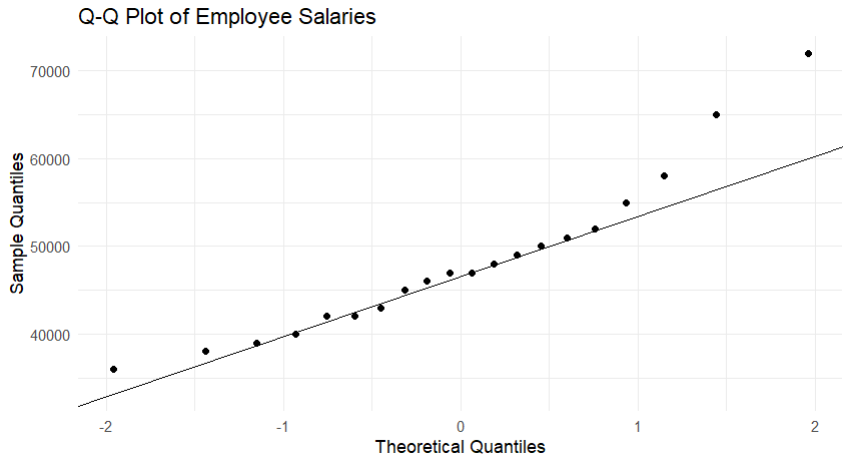 Q-Q Plot of Employee Salaries
70000
60000
50000
40000
Sample Quantiles
-2 -1 0 1 2
Theoretical Quantiles